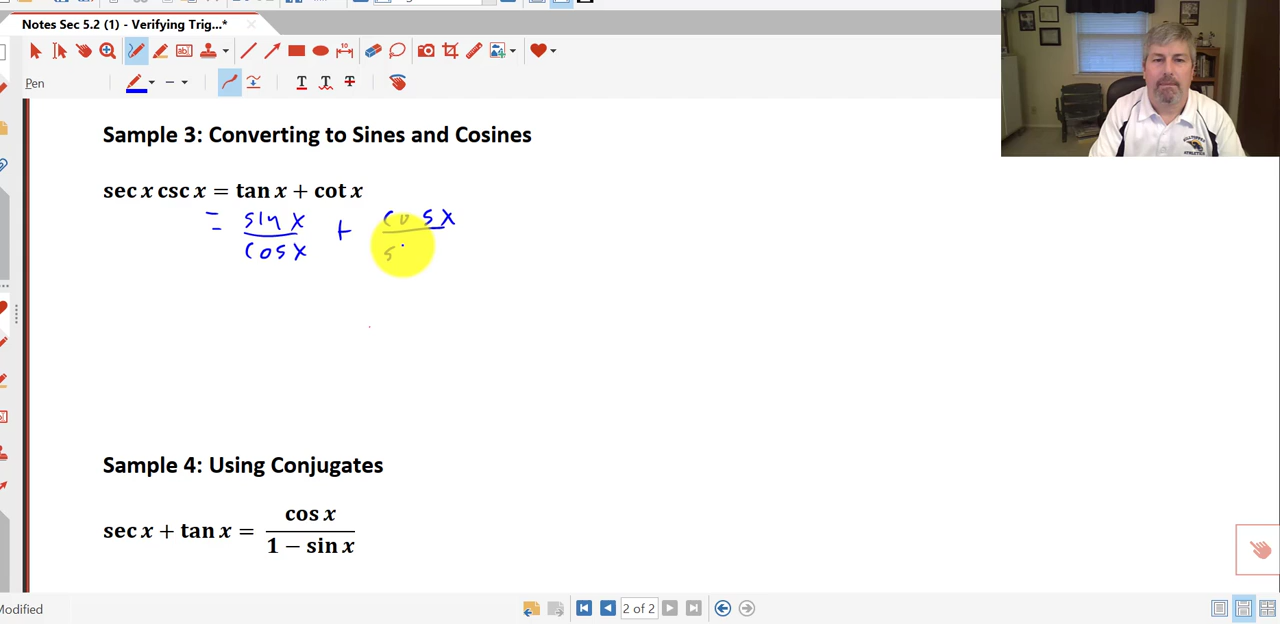 Notes Sec 5.2 (1) - Verifying Trig...*
Pen
Sample 3: Converting to Sines and Cosines
sec x csc x = tan x + cot x
= sin x / cos x + cos x / s
Sample 4: Using Conjugates
sec x + tan x = cos x / 1 − sin x
Modified
2 of 2